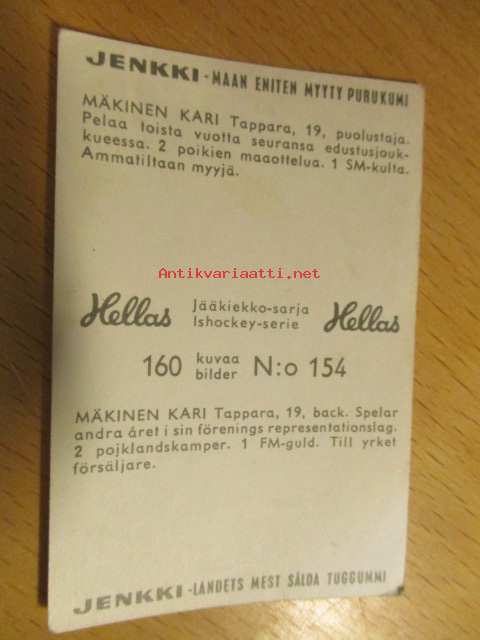 JENKKI - MAAN ENITEN MYYTY PURUKUMI
MÄKINEN KARI Tappara, 19, puolustaja.
Pelaa toista vuotta seuransa edustusjouk-
kueessa. 2 poikien maaottelua. 1 SM-kulta.
Ammatiltaan myyjä.
Antikvariaatti.net
Hellas Jääkiekko-sarja Hellas
Ishockey-serie
160 kuvaa N:o 154
bilder
MÄKINEN KARI Tappara, 19, back. Spelar
andra året i sin förenings representationslag.
2 pojklandskamper. 1 FM-guld. Till yrket
försäljare.
JENKKI - LANDETS MEST SÅLDA TUGGUMMI